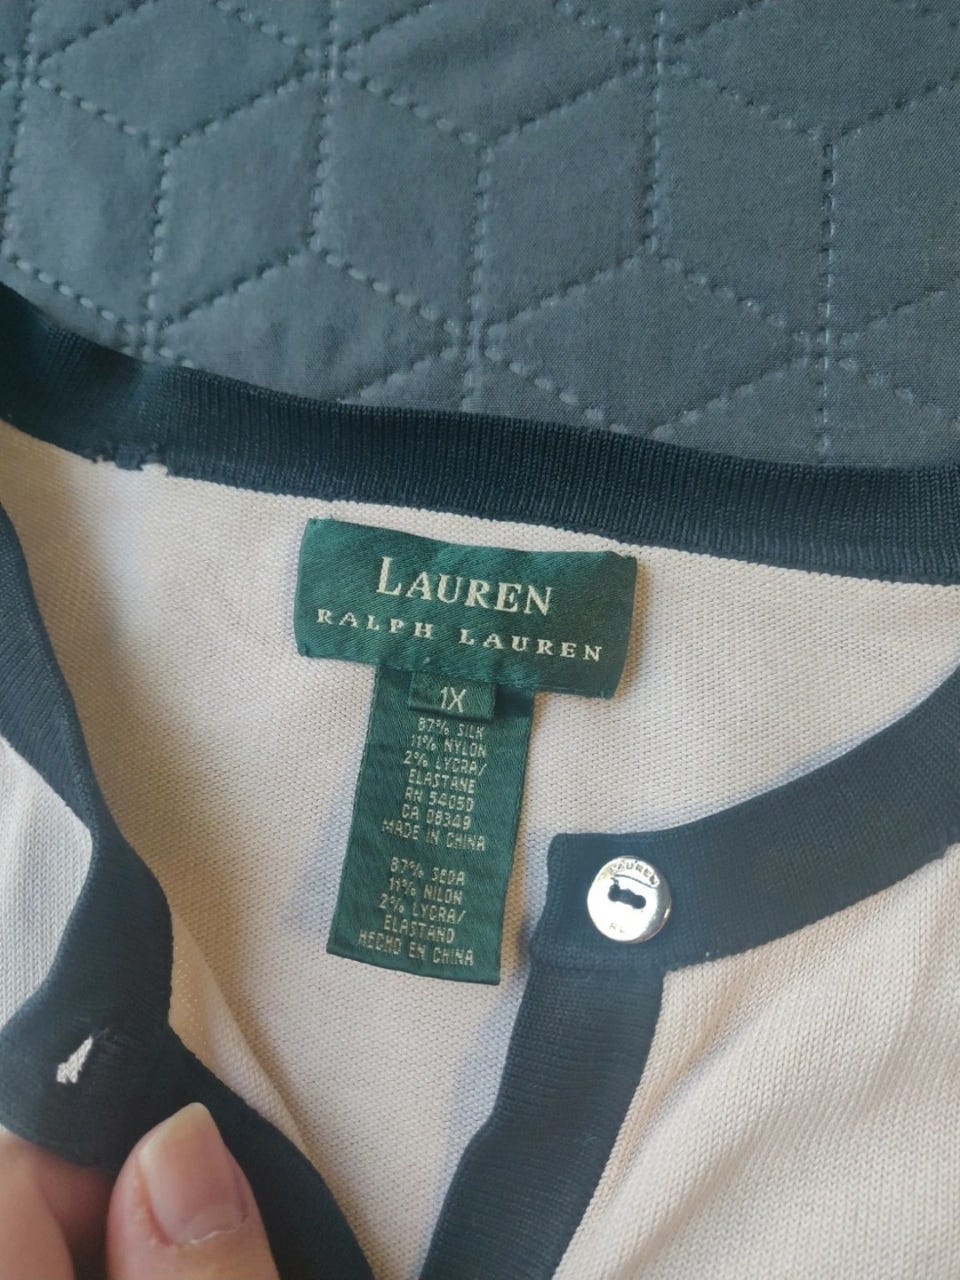 LAUREN
RALPH LAUREN
1X
87% SILK
11% NYLON
2% LYCRA/
ELASTANE
RN 54050
CA 08349
MADE IN CHINA
87% SEDA
11% NILON
2% LYCRA/
ELASTANO
HECHO EN CHINA
LAUREN
RL